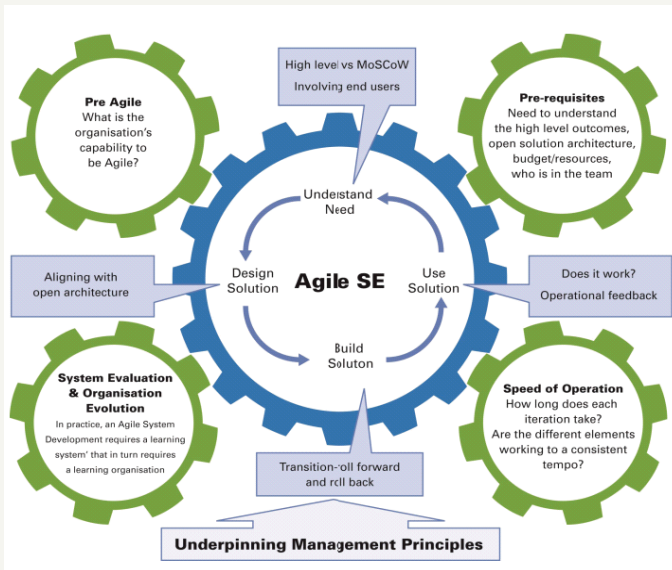 High level vs MoSCoW
Involving end users
Pre Agile
What is the
organisation's
capability to
be Agile?
Pre-requisites
Need to understand
the high level outcomes,
open solution architecture,
budget/resources,
who is in the team
Understand
Need
Aligning with
open architecture
Design
Solution
Agile SE
Use
Solution
Does it work?
Operational feedback
Build
Soluton
System Evaluation
& Organisation
Evolution
In practice, an Agile System
Development requires a learning
system' that in turn requires
a learning organisation
Speed of Operation
How long does each
iteration take?
Are the different elements
working to a consistent
tempo?
Transition-roll forward
and roll back
Underpinning Management Principles